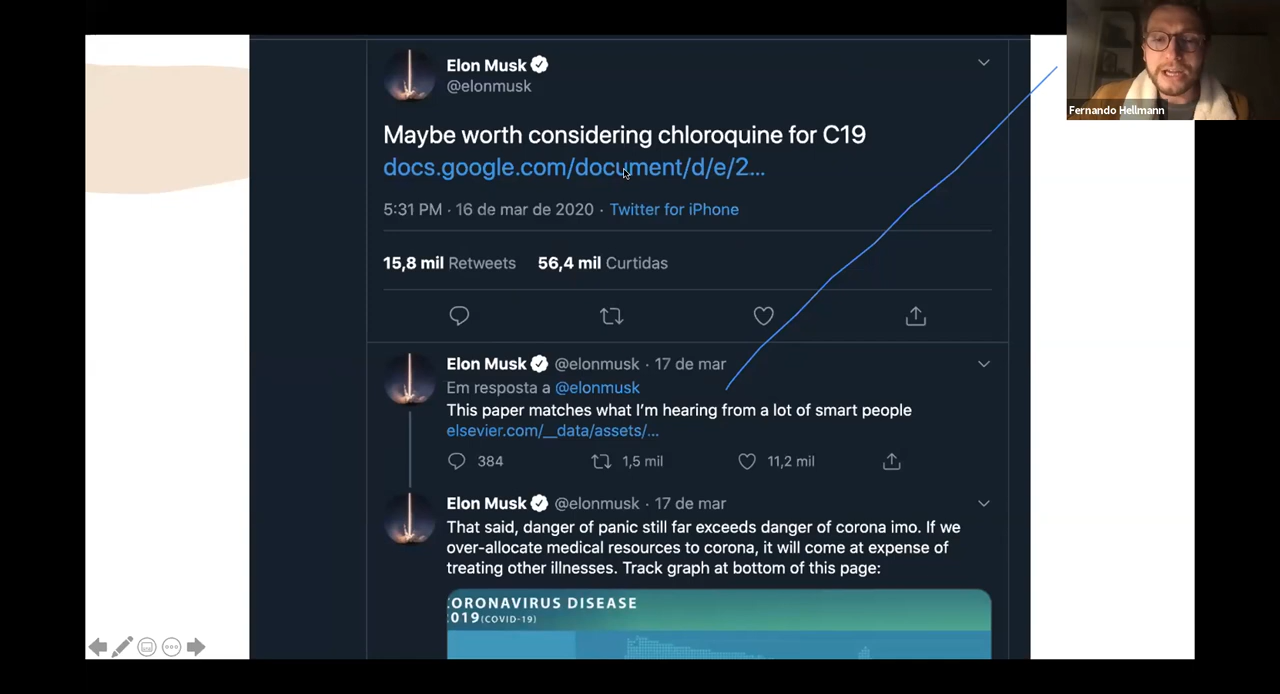 Elon Musk
@elonmusk
Maybe worth considering chloroquine for C19
docs.google.com/document/d/e/2...
5:31 PM · 16 de mar de 2020 · Twitter for iPhone
15,8 mil Retweets 56,4 mil Curtidas
Elon Musk @elonmusk · 17 de mar
Em resposta a @elonmusk
This paper matches what I'm hearing from a lot of smart people
elsevier.com/__data/assets/...
384 1,5 mil 11,2 mil
Elon Musk @elonmusk · 17 de mar
That said, danger of panic still far exceeds danger of corona imo. If we
over-allocate medical resources to corona, it will come at expense of
treating other illnesses. Track graph at bottom of this page:
ORONAVIRUS DISEASE
019 (COVID-19)
Fernando Hellmann